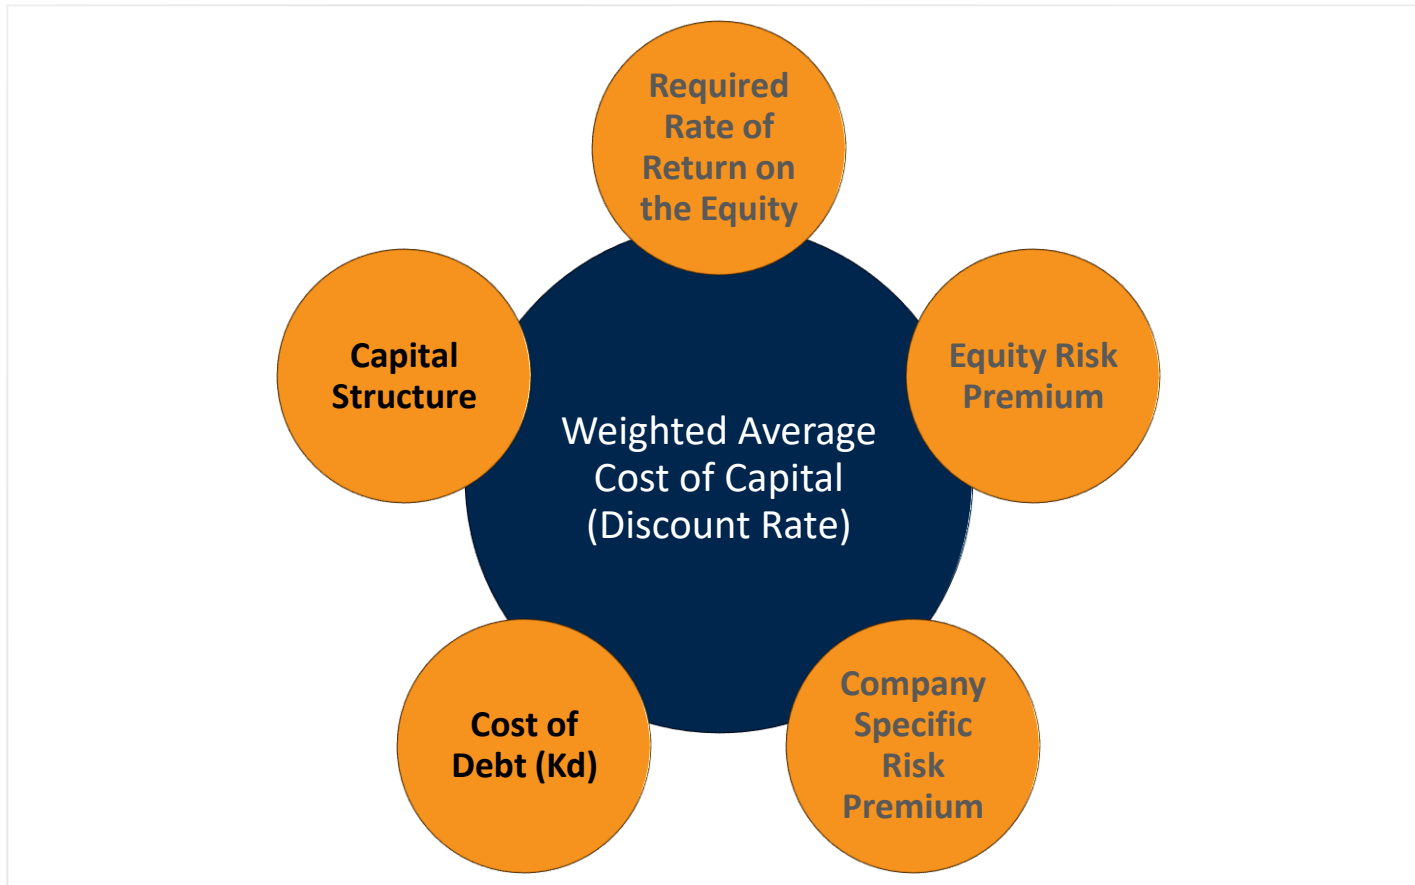 Required
Rate of
Return on
the Equity
Capital
Structure
Equity Risk
Premium
Weighted Average
Cost of Capital
(Discount Rate)
Cost of
Debt (Kd)
Company
Specific
Risk
Premium